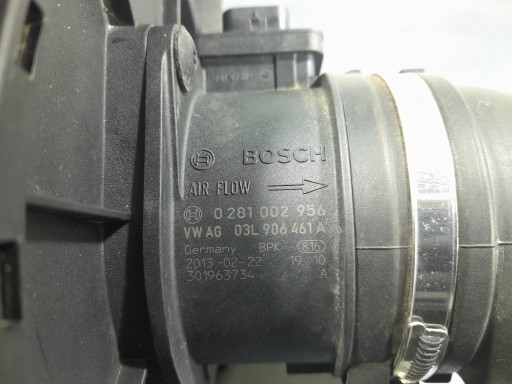 BOSCH
AIR FLOW
0 281 002 956
VW AG 03L 906 461 A
Germany BPK R16
2013-02-22 19:10
301963734 A